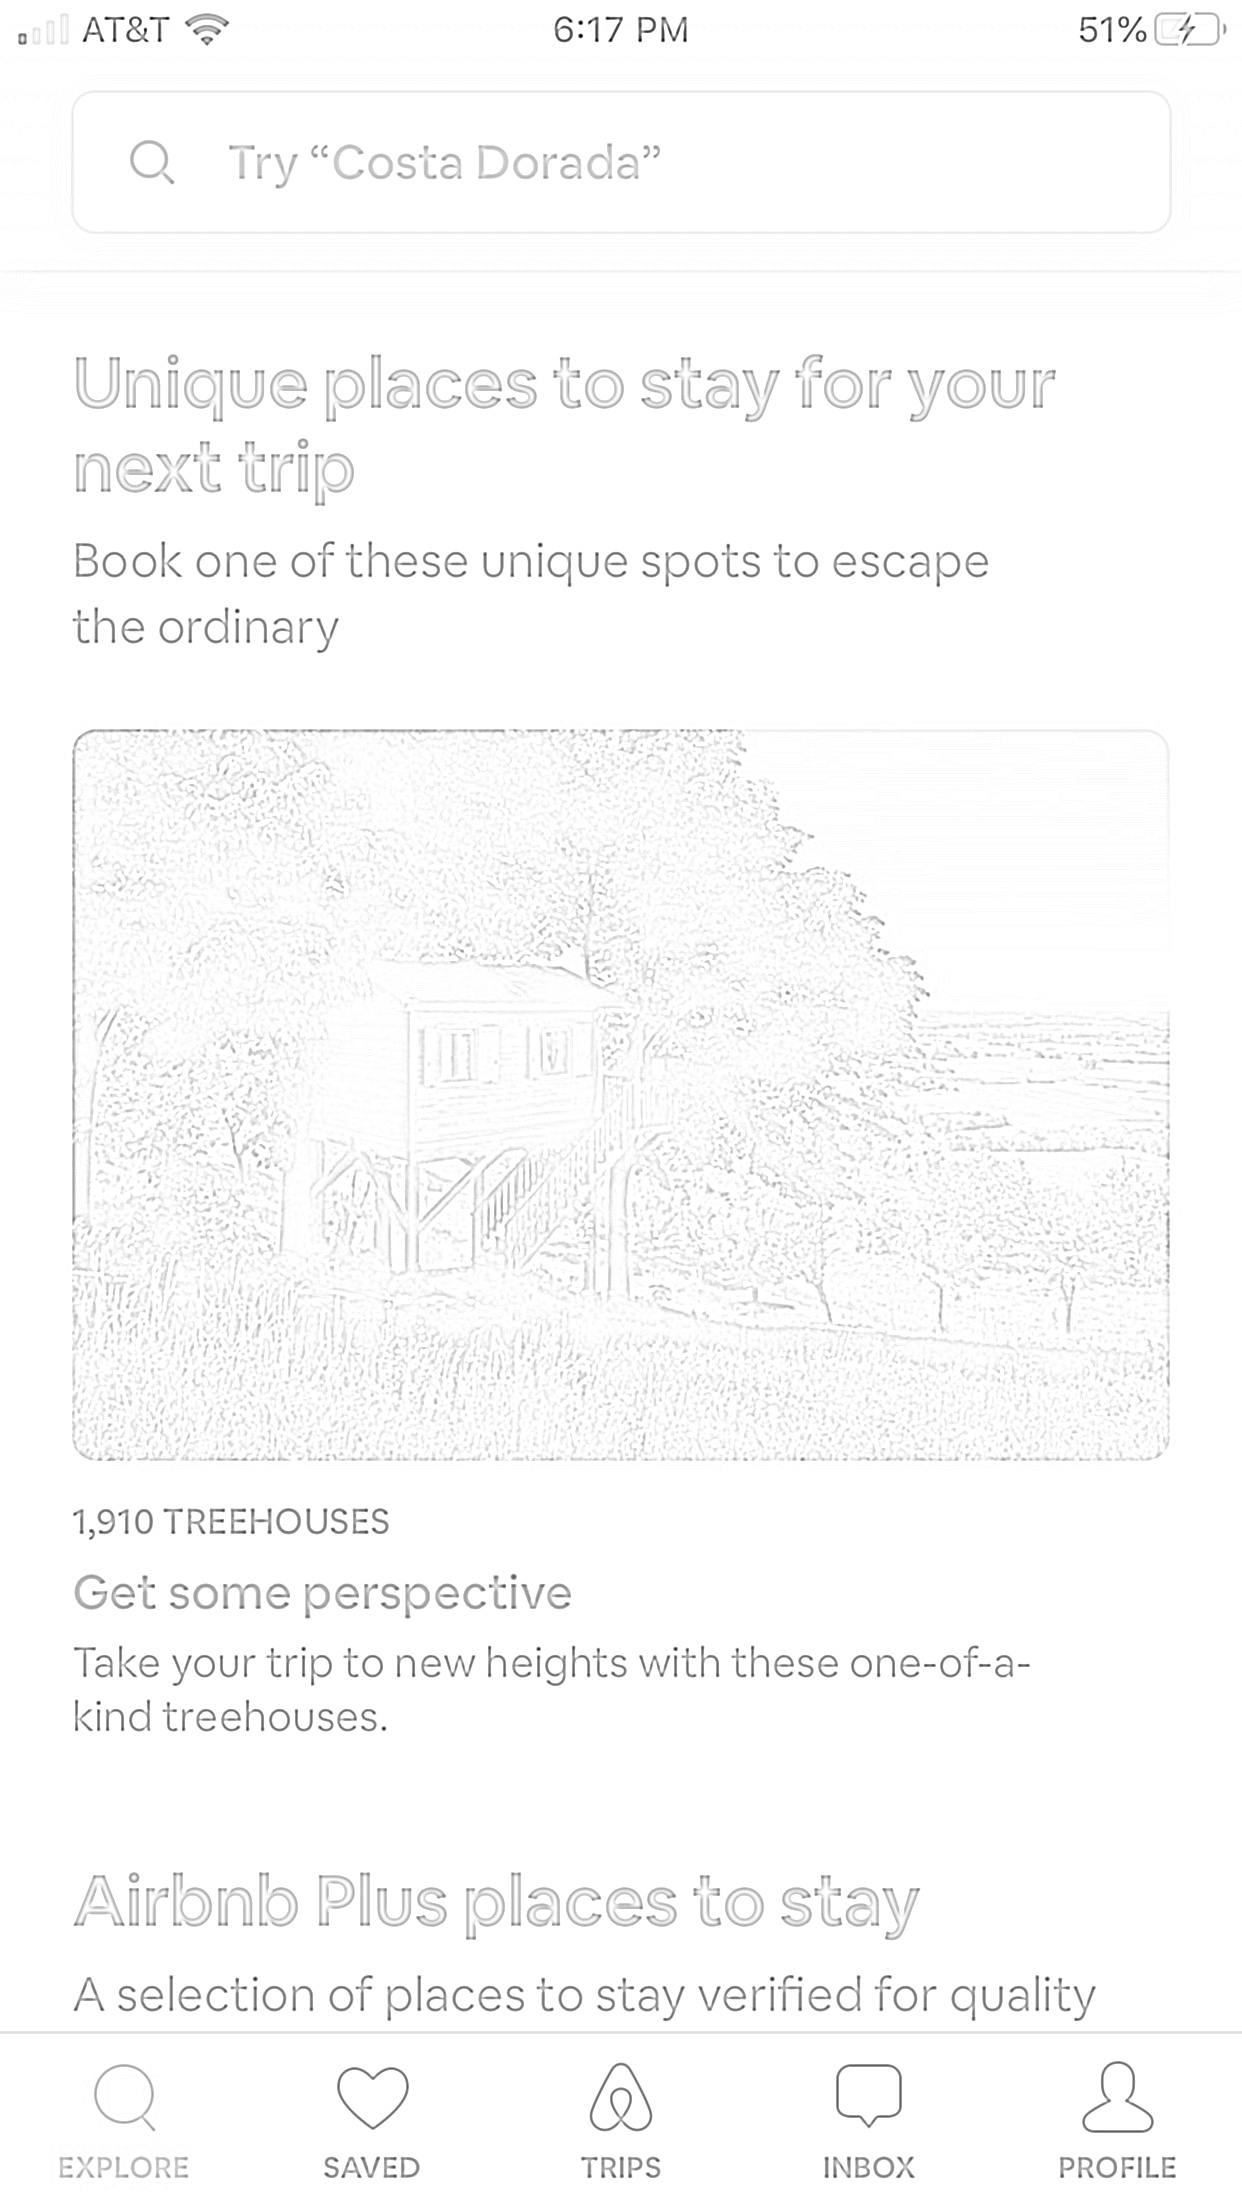 AT&T 6:17 PM 51%
Try “Costa Dorada”
Unique places to stay for your
next trip
Book one of these unique spots to escape
the ordinary
1,910 TREEHOUSES
Get some perspective
Take your trip to new heights with these one-of-a-
kind treehouses.
Airbnb Plus places to stay
A selection of places to stay verified for quality
EXPLORE SAVED TRIPS INBOX PROFILE